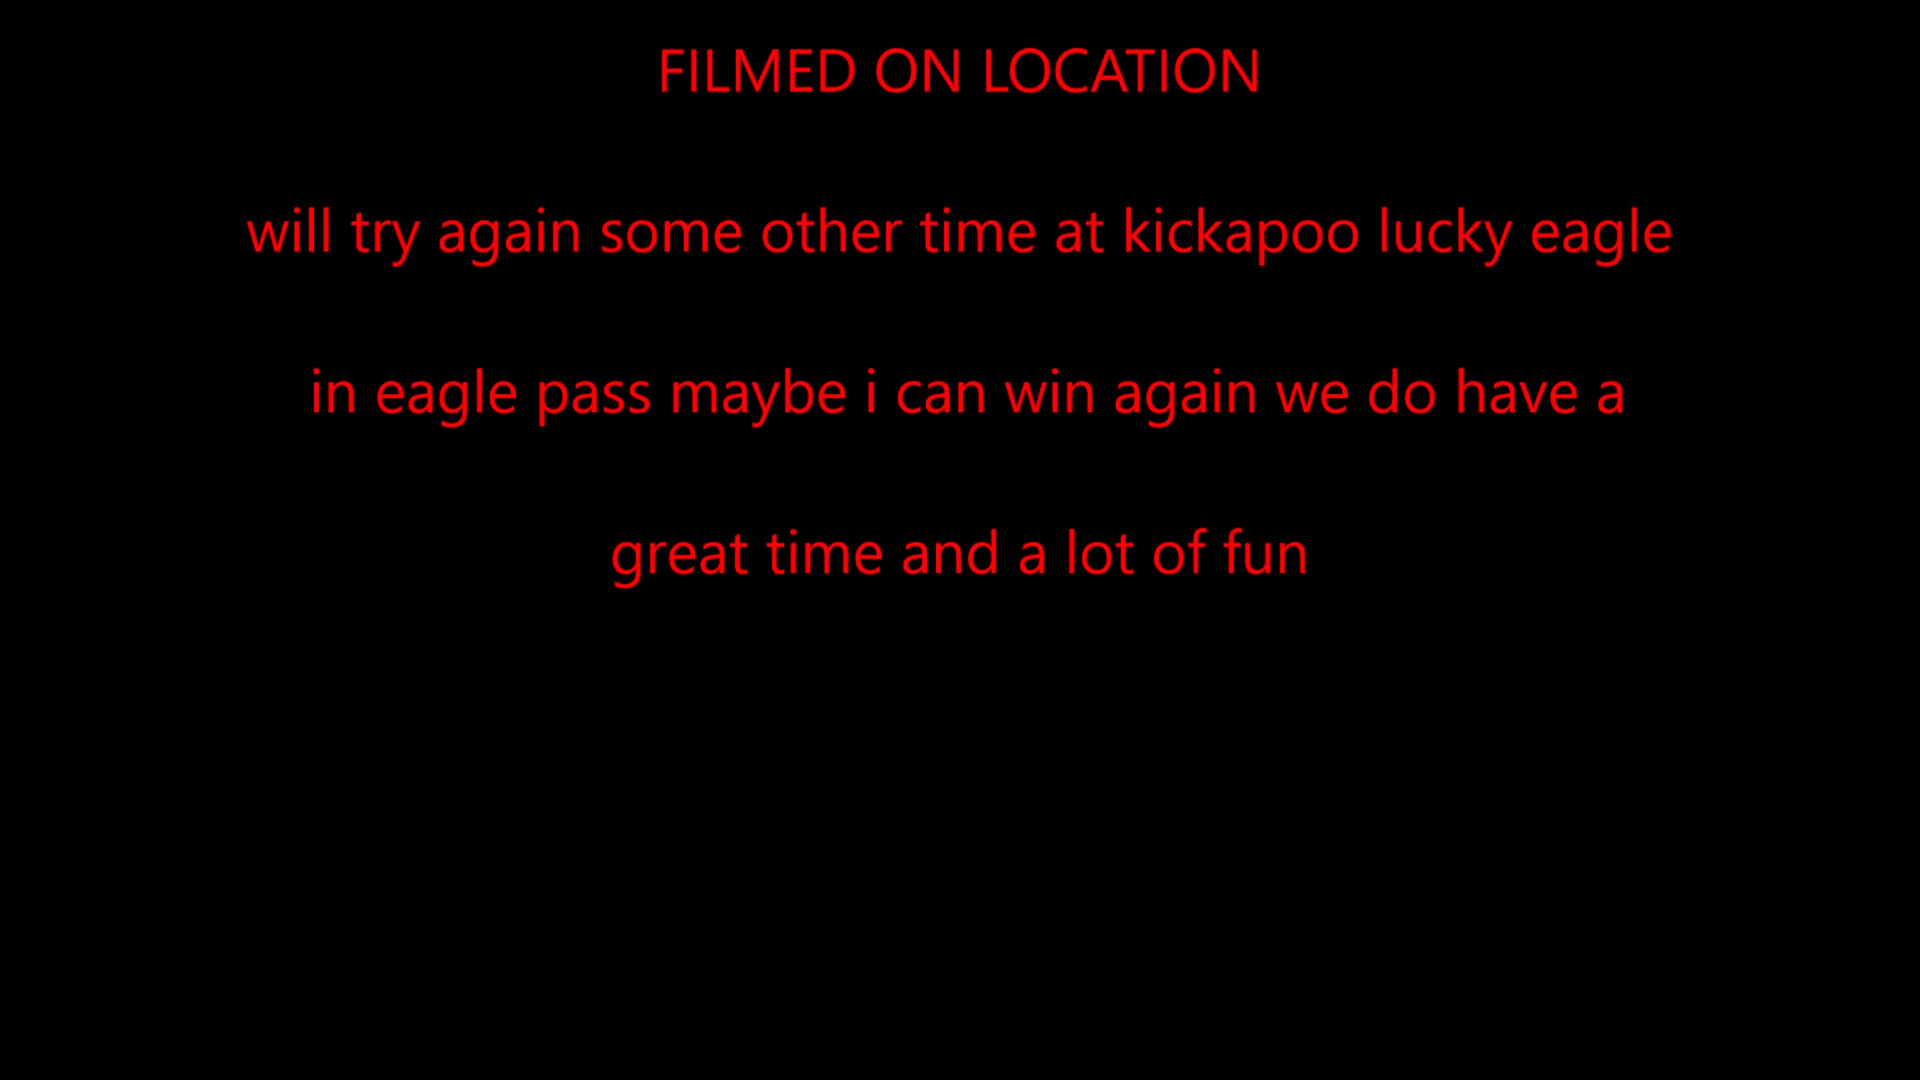 FILMED ON LOCATION
will try again some other time at kickapoo lucky eagle
in eagle pass maybe i can win again we do have a
great time and a lot of fun